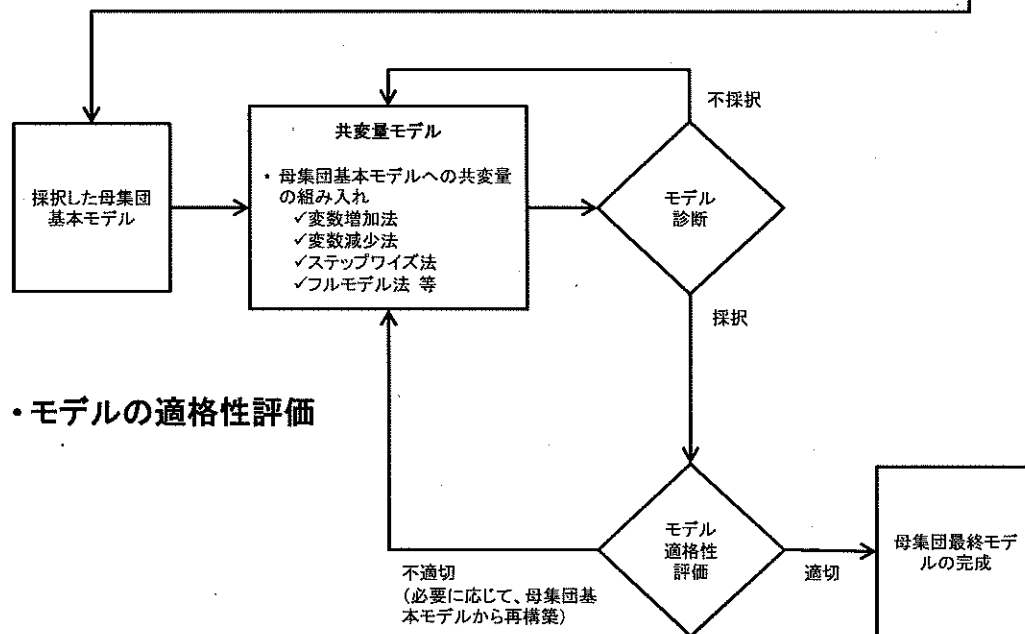 不採択
共変量モデル
・母集団基本モデルへの共変量
の組み入れ
✓変数増加法
✓変数減少法
✓ステップワイズ法
✓フルモデル法 等
採択した母集団
基本モデル
モデル
診断
採択
・モデルの適格性評価
モデル
適格性
評価
母集団最終モデ
ルの完成
不適切
(必要に応じて、母集団基
本モデルから再構築)
適切